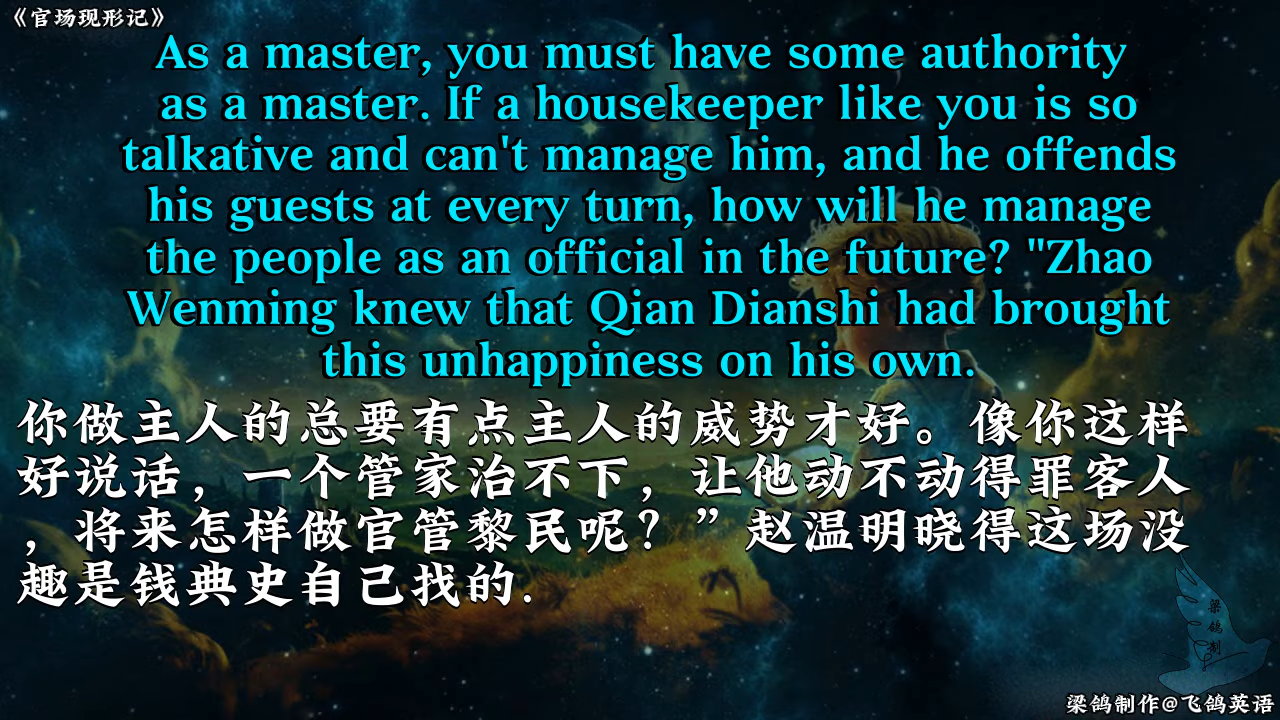 《官场现形记》
As a master, you must have some authority
as a master. If a housekeeper like you is so
talkative and can't manage him, and he offends
his guests at every turn, how will he manage
the people as an official in the future? "Zhao
Wenming knew that Qian Dianshi had brought
this unhappiness on his own.
你做主人的总要有点主人的威势才好。像你这样
好说话，一个管家治不下，让他动不动得罪客人
，将来怎样做官管黎民呢？”赵温明晓得这场没
趣是钱典史自己找的.
梁鸽制
梁鸽制作@飞鸽英语